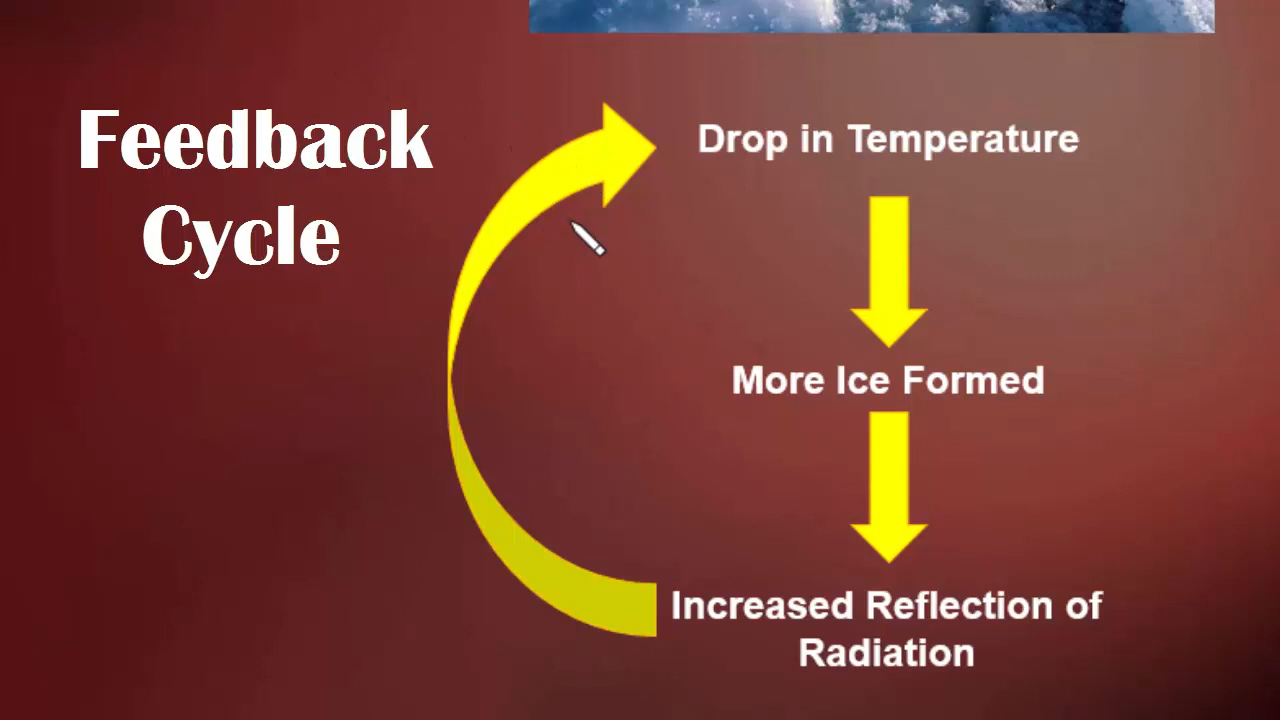 Feedback
Cycle
Drop in Temperature
More Ice Formed
Increased Reflection of
Radiation